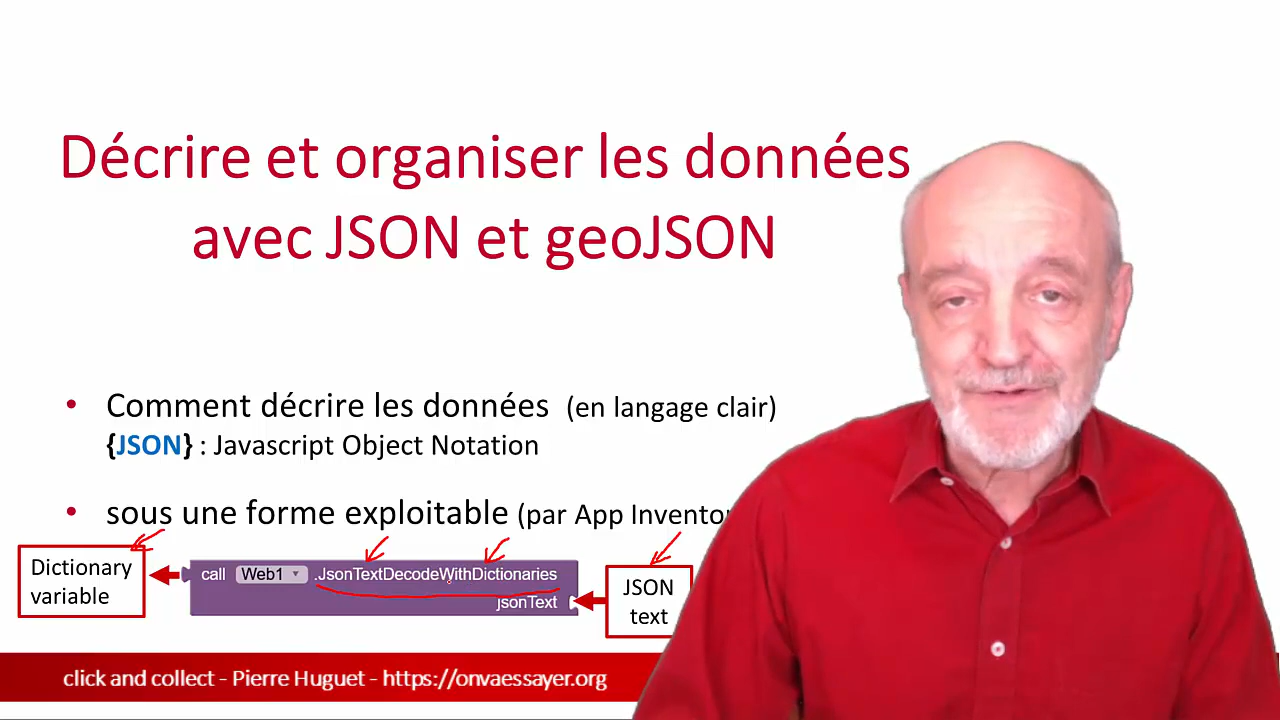 Décrire et organiser les données
avec JSON et geoJSON
• Comment décrire les données (en langage clair)
{JSON} : Javascript Object Notation
• sous une forme exploitable (par App Invento
Dictionary
variable
call Web1 .JsonTextDecodeWithDictionaries
jsonText
JSON
text
click and collect - Pierre Huguet - https://onvaessayer.org